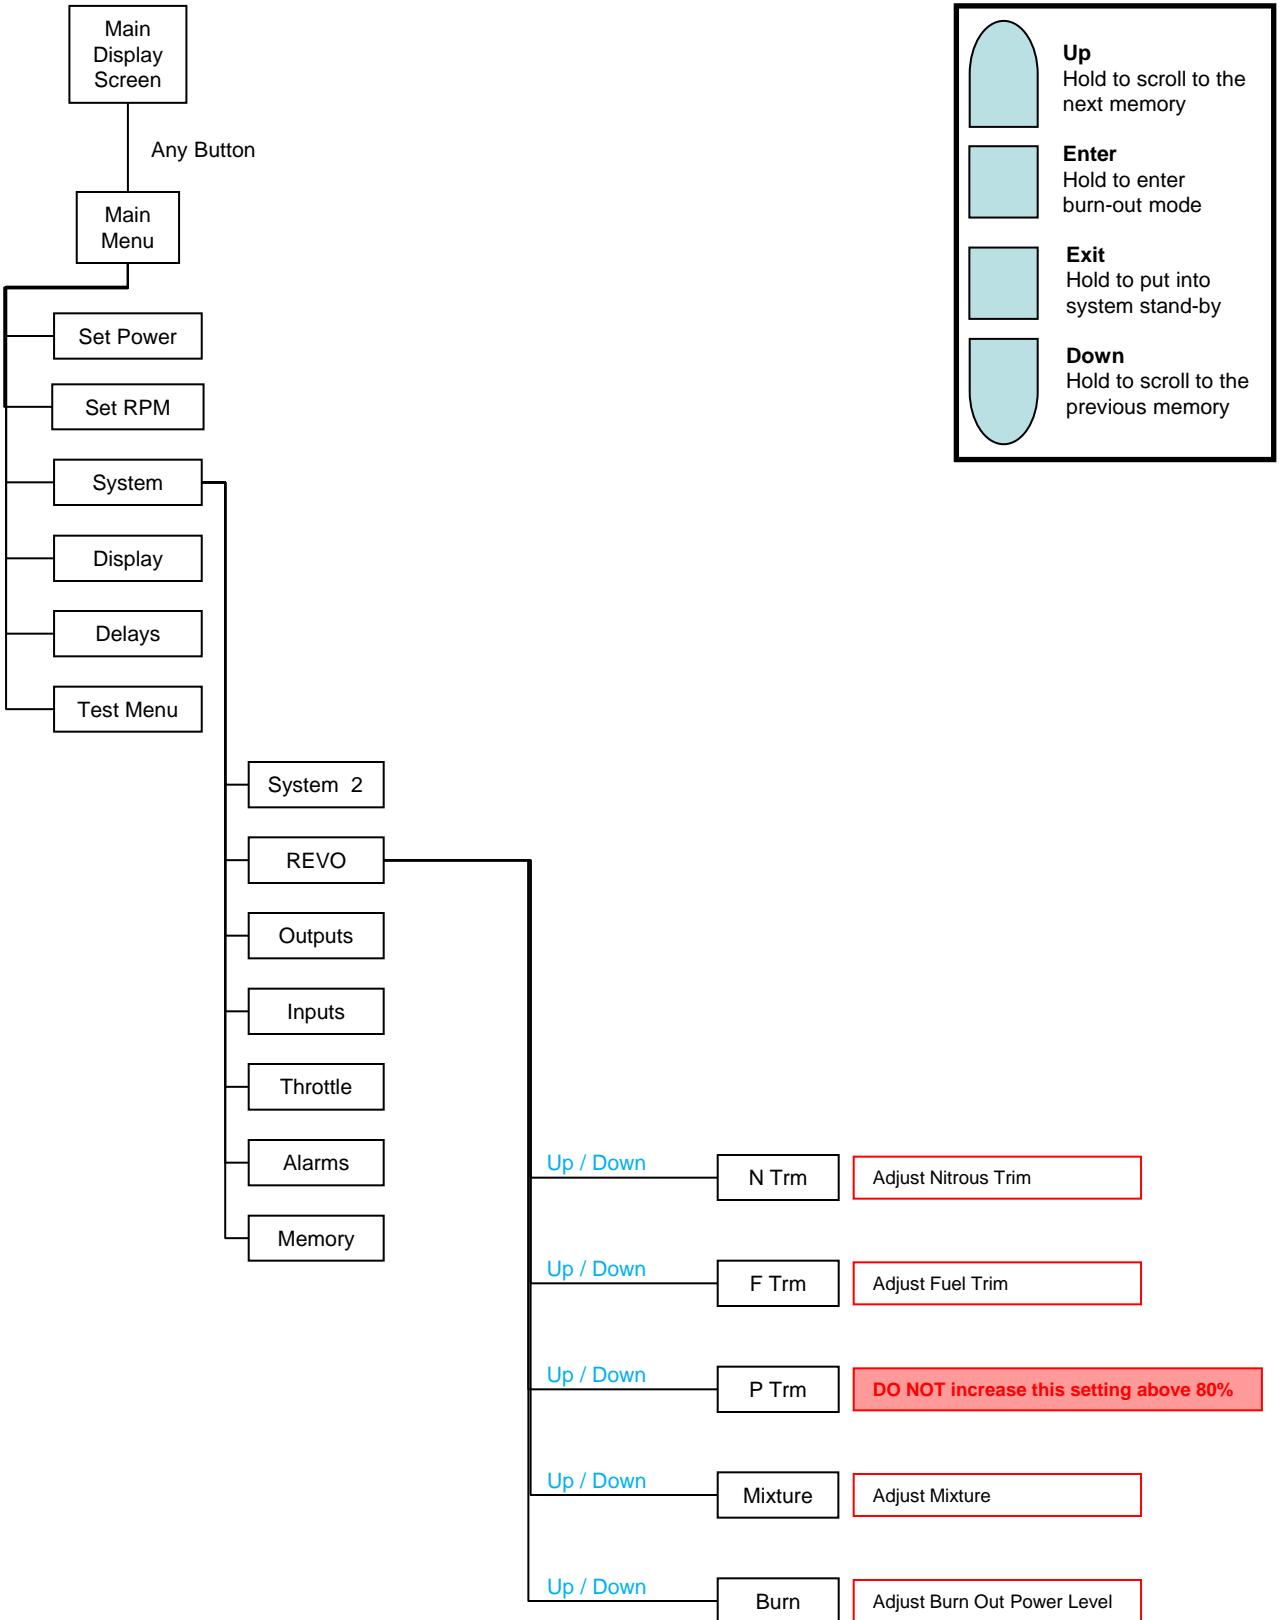 Main
Display
Screen
Any Button
Main
Menu
Set Power
Set RPM
System
Display
Delays
Test Menu
Up
Hold to scroll to the
next memory
Enter
Hold to enter
burn-out mode
Exit
Hold to put into
system stand-by
Down
Hold to scroll to the
previous memory
System 2
REVO
Outputs
Inputs
Throttle
Alarms
Memory
Up / Down
N Trm
Adjust Nitrous Trim
Up / Down
F Trm
Adjust Fuel Trim
Up / Down
P Trm
DO NOT increase this setting above 80%
Up / Down
Mixture
Adjust Mixture
Up / Down
Burn
Adjust Burn Out Power Level